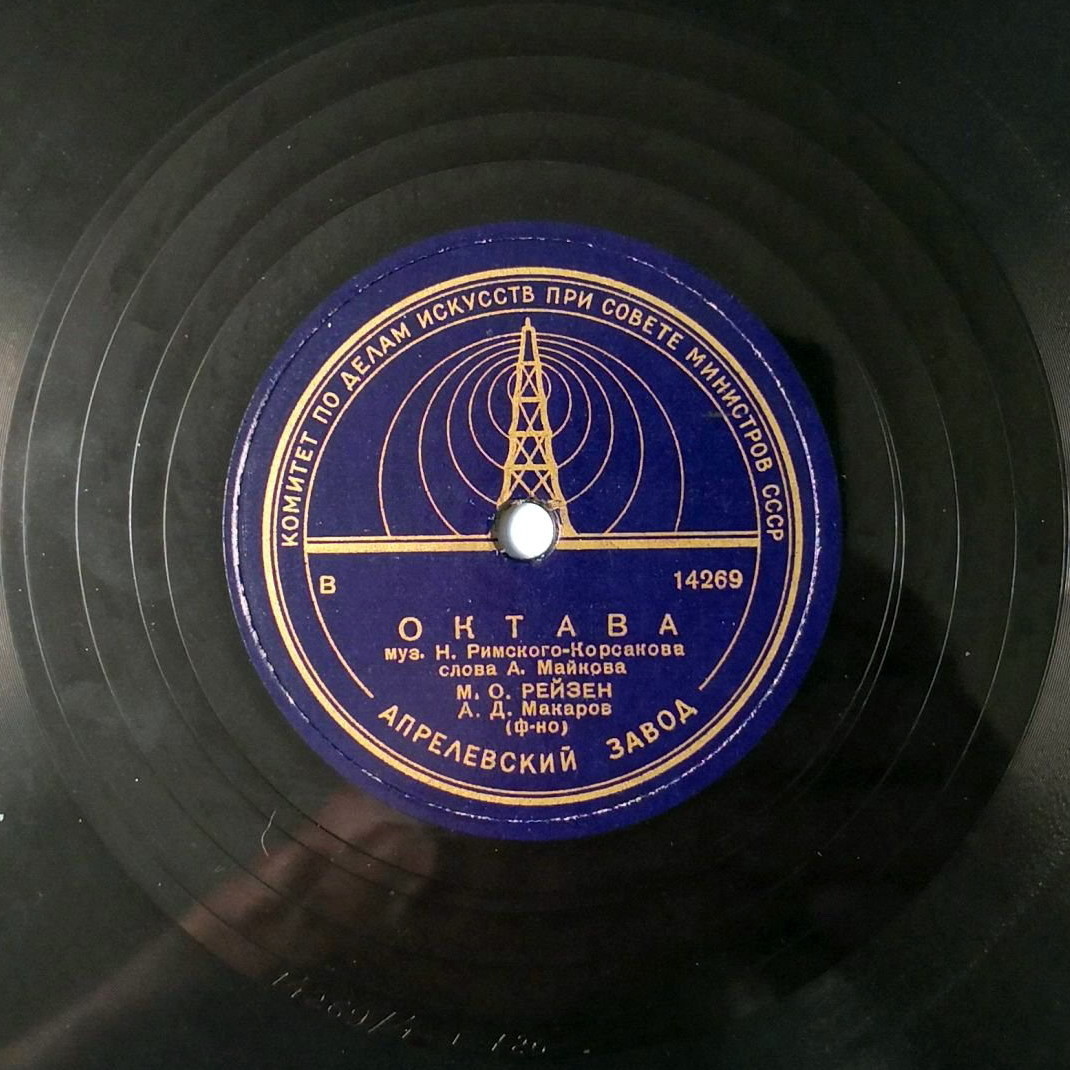 КОМИТЕТ ПО ДЕЛАМ ИСКУССТВ ПРИ СОВЕТЕ МИНИСТРОВ СССР
В 14269
ОКТАВА
муз. Н. Римского-Корсакова
слова А. Майкова
М. О. РЕЙЗЕН
А. Д. Макаров
(ф-но)
АПРЕЛЕВСКИЙ ЗАВОД